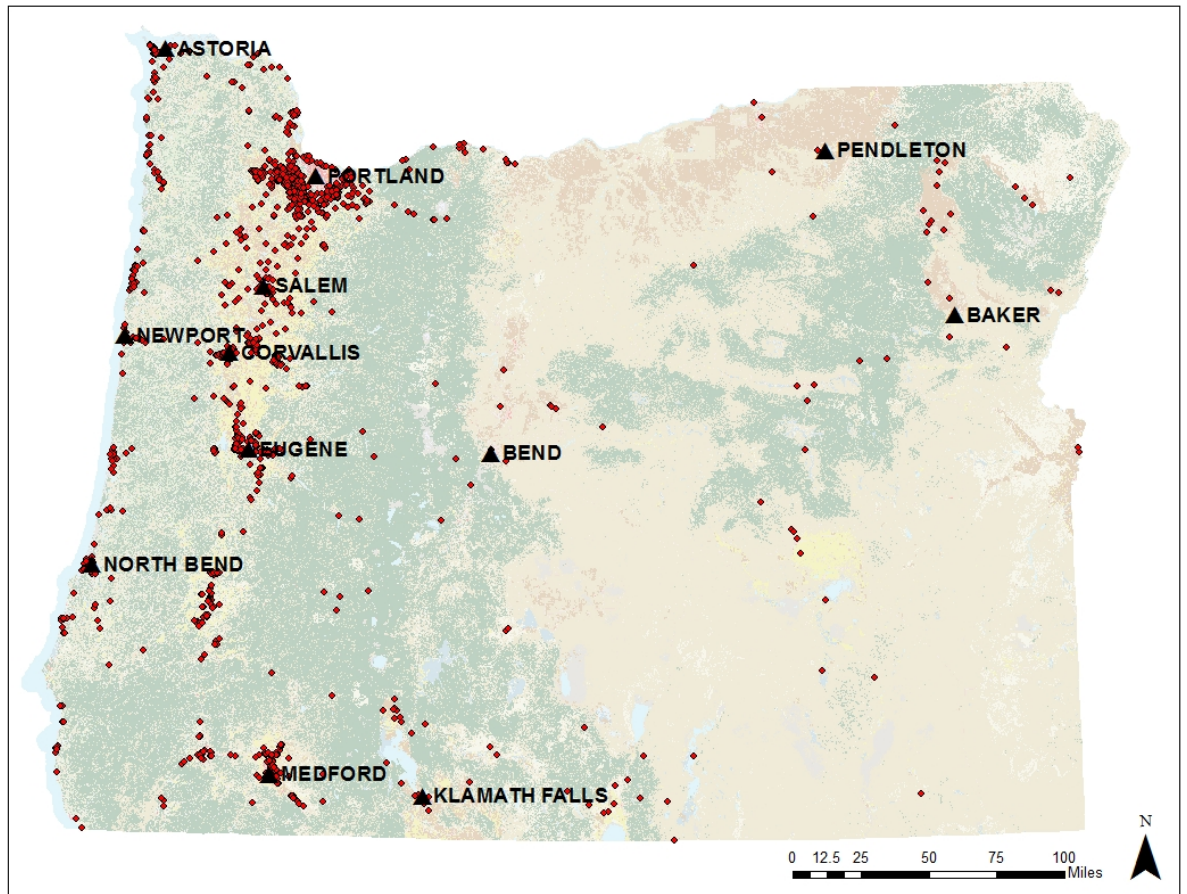 ASTORIA
PENDLETON
PORTLAND
SALEM
BAKER
NEWPORT
CORVALLIS
EUGENE
BEND
NORTH BEND
MEDFORD
KLAMATH FALLS
N
0 12.5 25 50 75 100
Miles